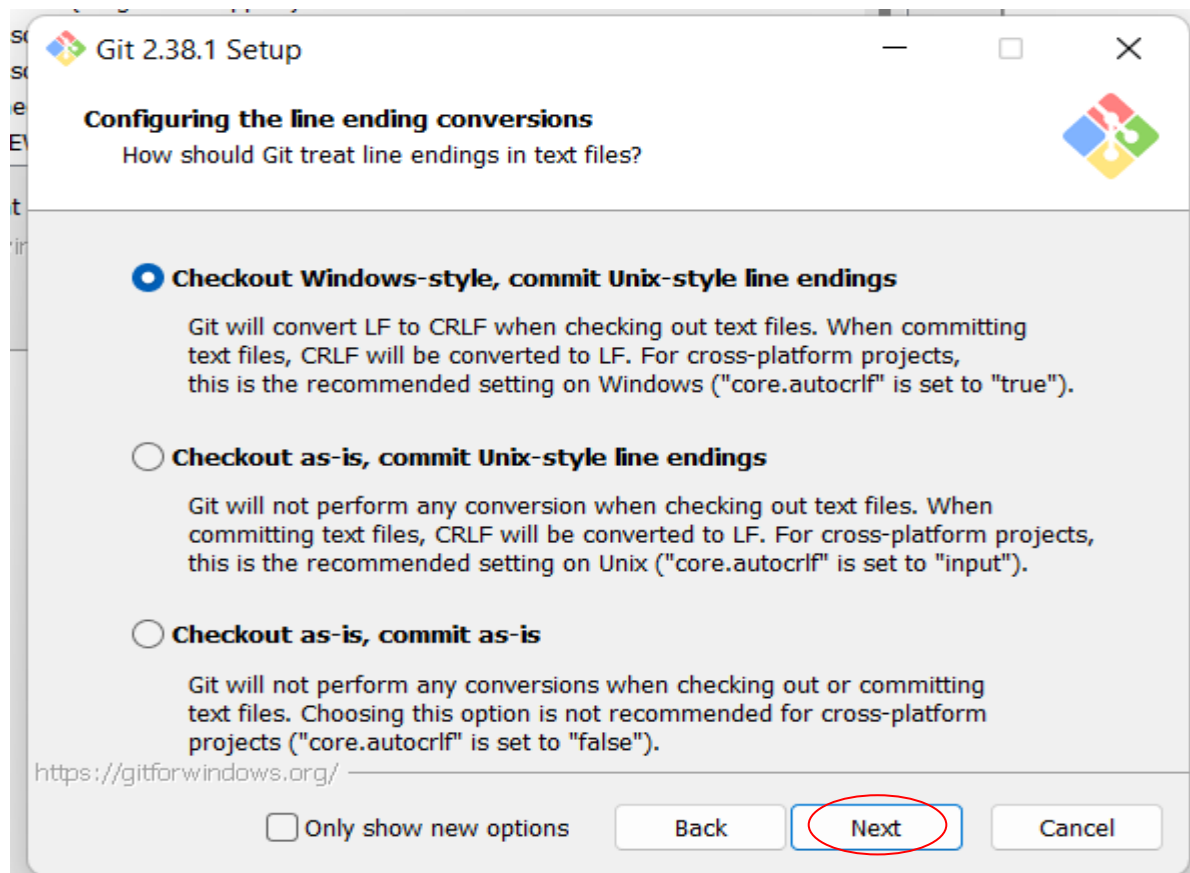 Git 2.38.1 Setup
Configuring the line ending conversions
How should Git treat line endings in text files?
Checkout Windows-style, commit Unix-style line endings
Git will convert LF to CRLF when checking out text files. When committing
text files, CRLF will be converted to LF. For cross-platform projects,
this is the recommended setting on Windows ("core.autocrlf" is set to "true").
Checkout as-is, commit Unix-style line endings
Git will not perform any conversion when checking out text files. When
committing text files, CRLF will be converted to LF. For cross-platform projects,
this is the recommended setting on Unix ("core.autocrlf" is set to "input").
Checkout as-is, commit as-is
Git will not perform any conversions when checking out or committing
text files. Choosing this option is not recommended for cross-platform
projects ("core.autocrlf" is set to "false").
https://gitforwindows.org/
Only show new options
Back
Next
Cancel